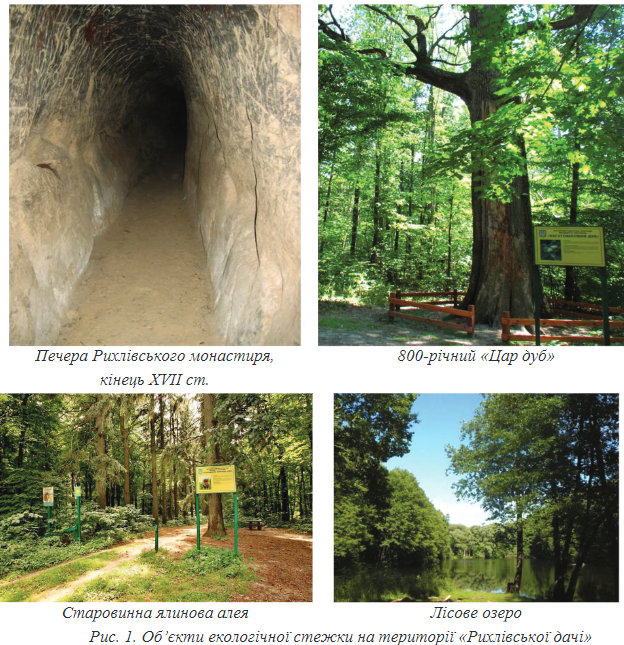 Печера Рихлівського монастиря,
кінець XVII ст.
800-річний «Цар дуб»
Старовинна ялинова алея
Лісове озеро
Рис. 1. Об’єкти екологічної стежки на території «Рихлівської дачі»